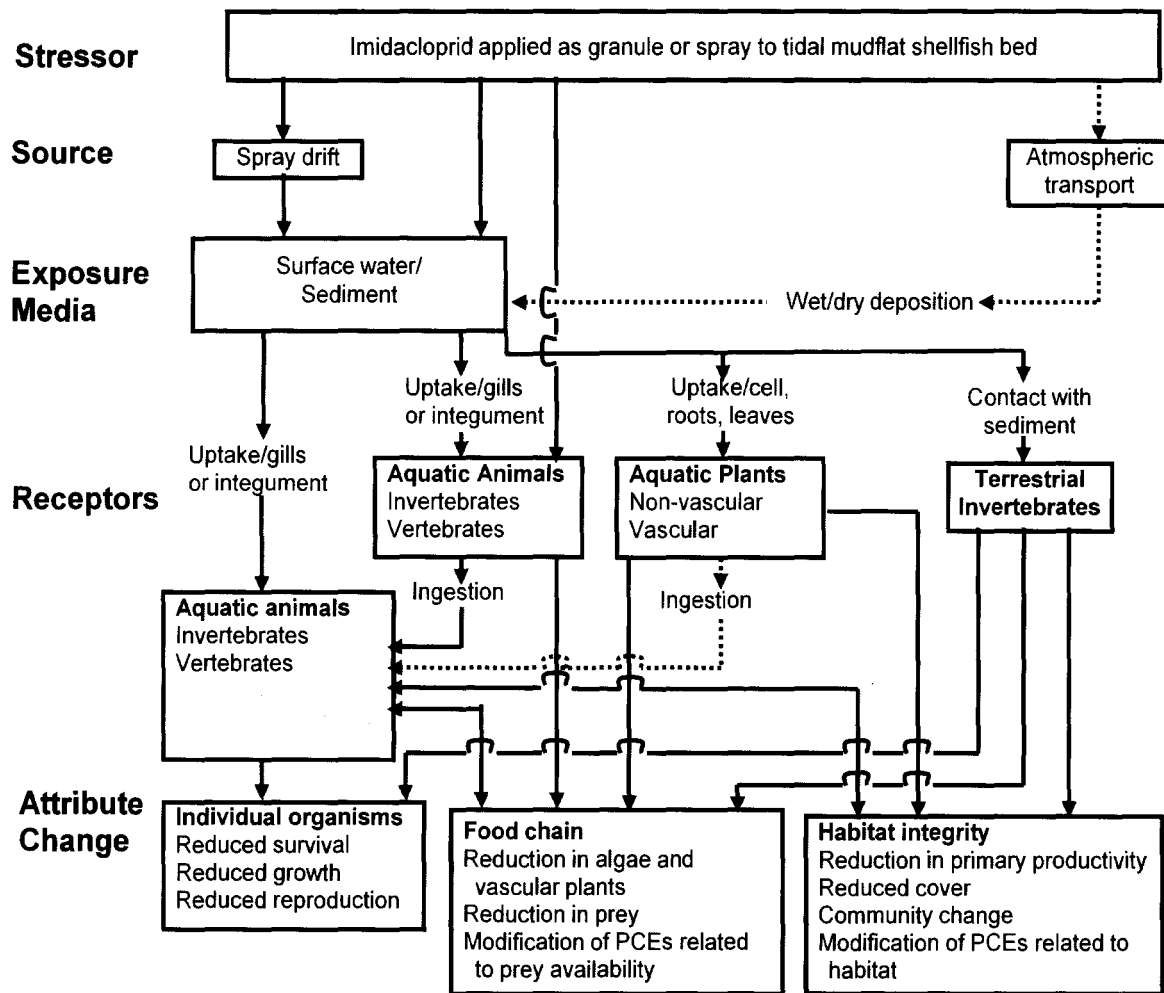 Stressor
Imidacloprid applied as granule or spray to tidal mudflat shellfish bed
Source
Spray drift
Atmospheric
transport
Exposure
Media
Surface water/
Sediment
Wet/dry deposition
Uptake/gills
or integument
Uptake/gills
or integument
Uptake/cell,
roots, leaves
Contact with
sediment
Receptors
Aquatic Animals
Invertebrates
Vertebrates
Aquatic Plants
Non-vascular
Vascular
Terrestrial
Invertebrates
Ingestion
Ingestion
Aquatic animals
Invertebrates
Vertebrates
Attribute
Change
Individual organisms
Reduced survival
Reduced growth
Reduced reproduction
Food chain
Reduction in algae and
vascular plants
Reduction in prey
Modification of PCEs related
to prey availability
Habitat integrity
Reduction in primary productivity
Reduced cover
Community change
Modification of PCEs related to
habitat